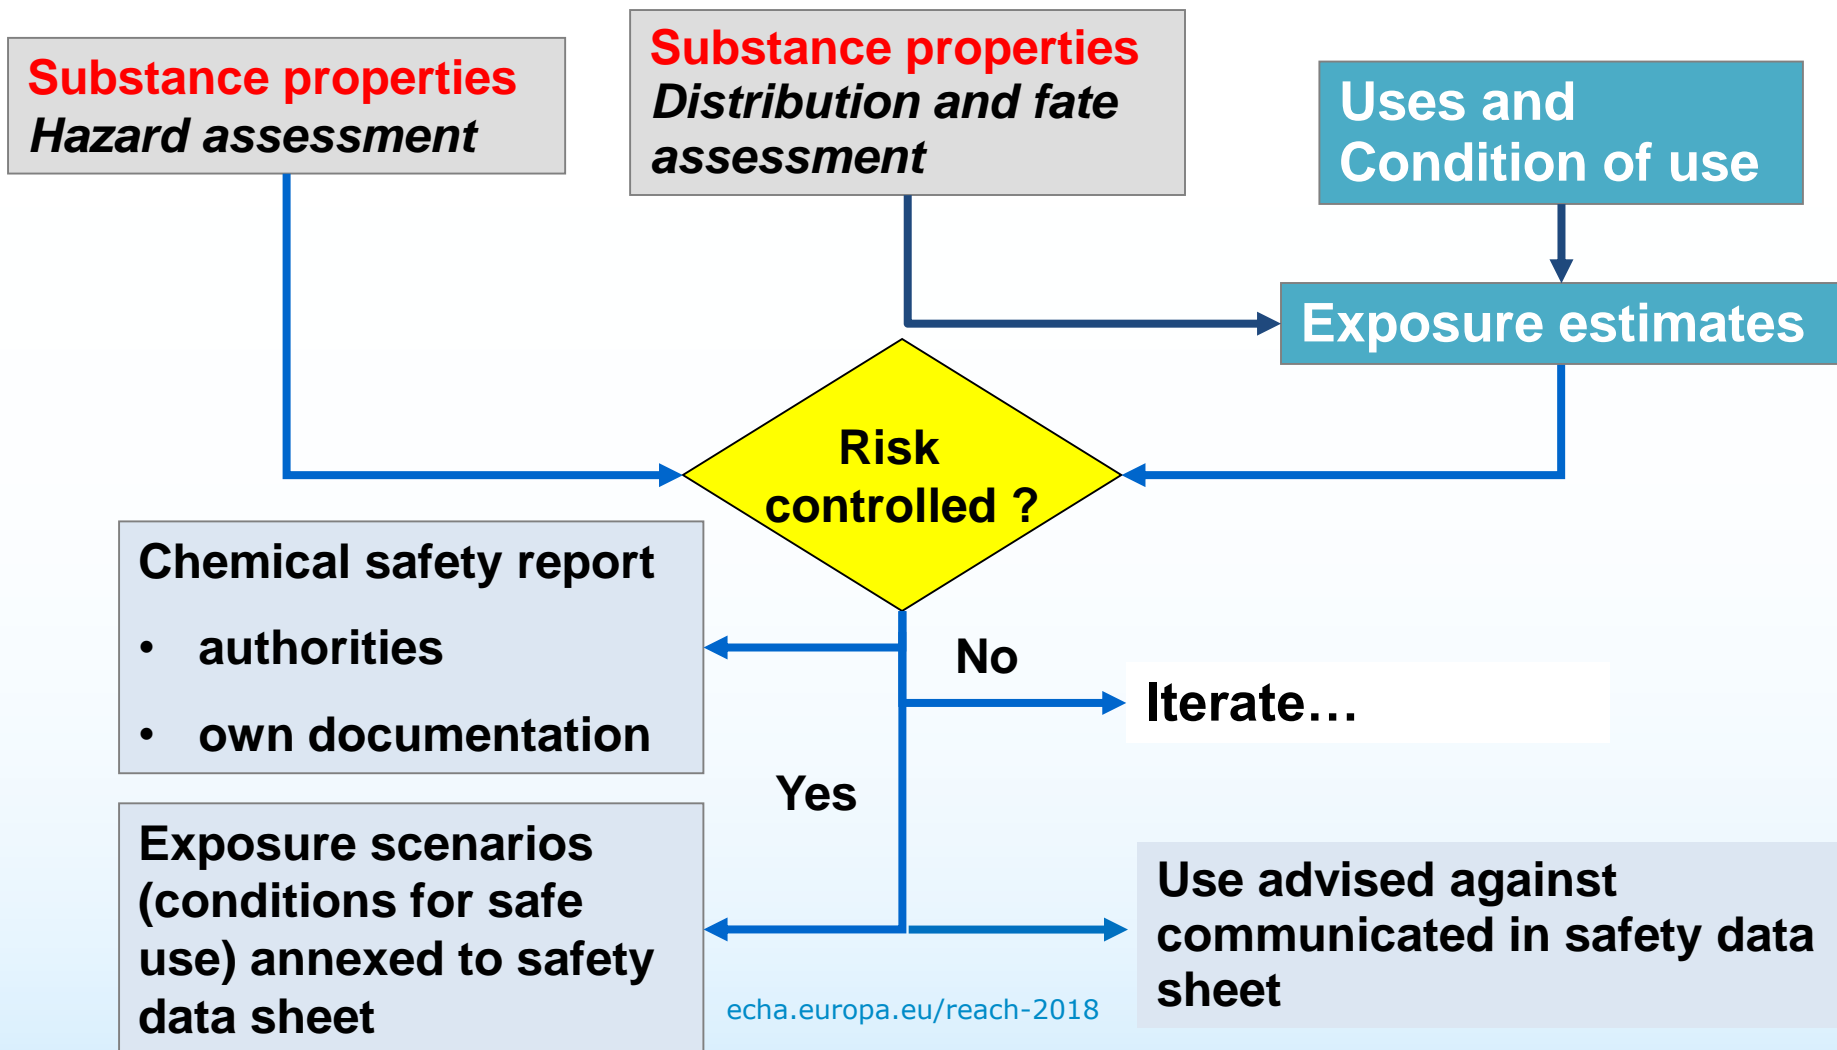 Substance properties
Hazard assessment
Substance properties
Distribution and fate
assessment
Uses and
Condition of use
Exposure estimates
Risk
controlled ?
Chemical safety report
• authorities
• own documentation
No
Iterate...
Yes
Exposure scenarios
(conditions for safe
use) annexed to safety
data sheet
Use advised against
communicated in safety data
sheet
echa.europa.eu/reach-2018